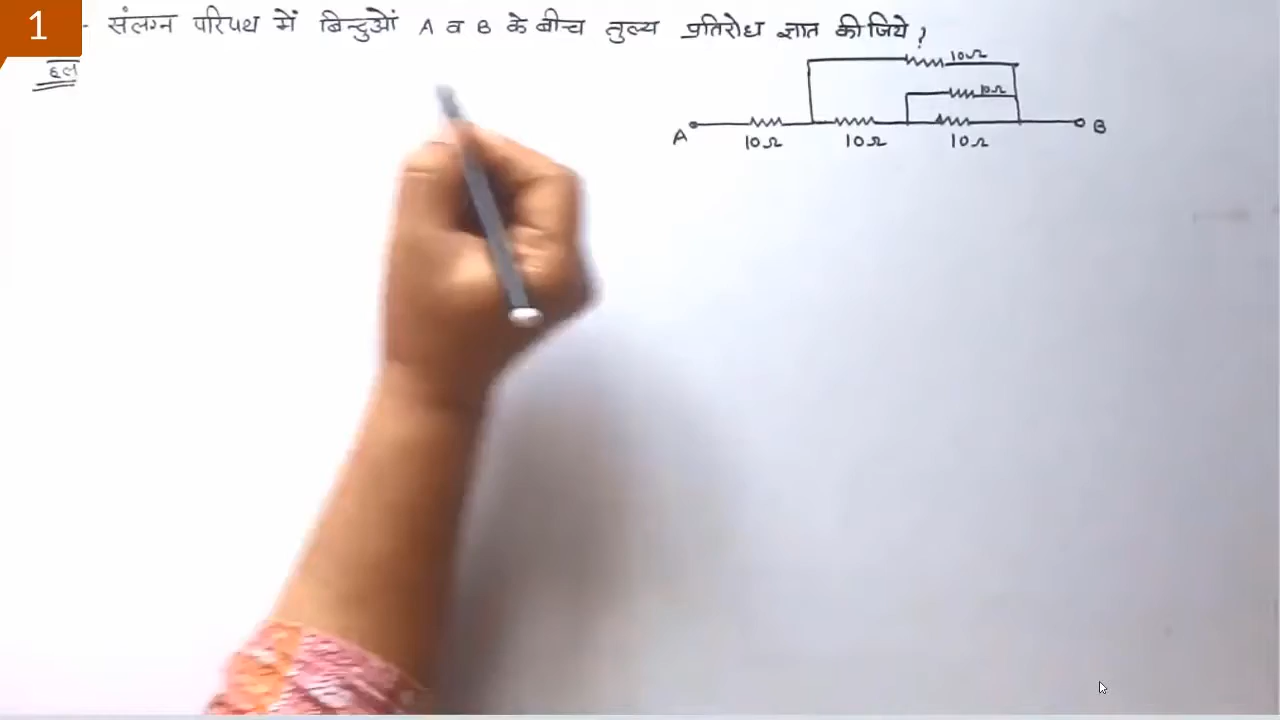 1
- संलग्न परिपथ में बिन्दुओं A व B के बीच तुल्य प्रतिरोध ज्ञात कीजिये ?
हल
10Ω
10Ω
A 10Ω 10Ω 10Ω B